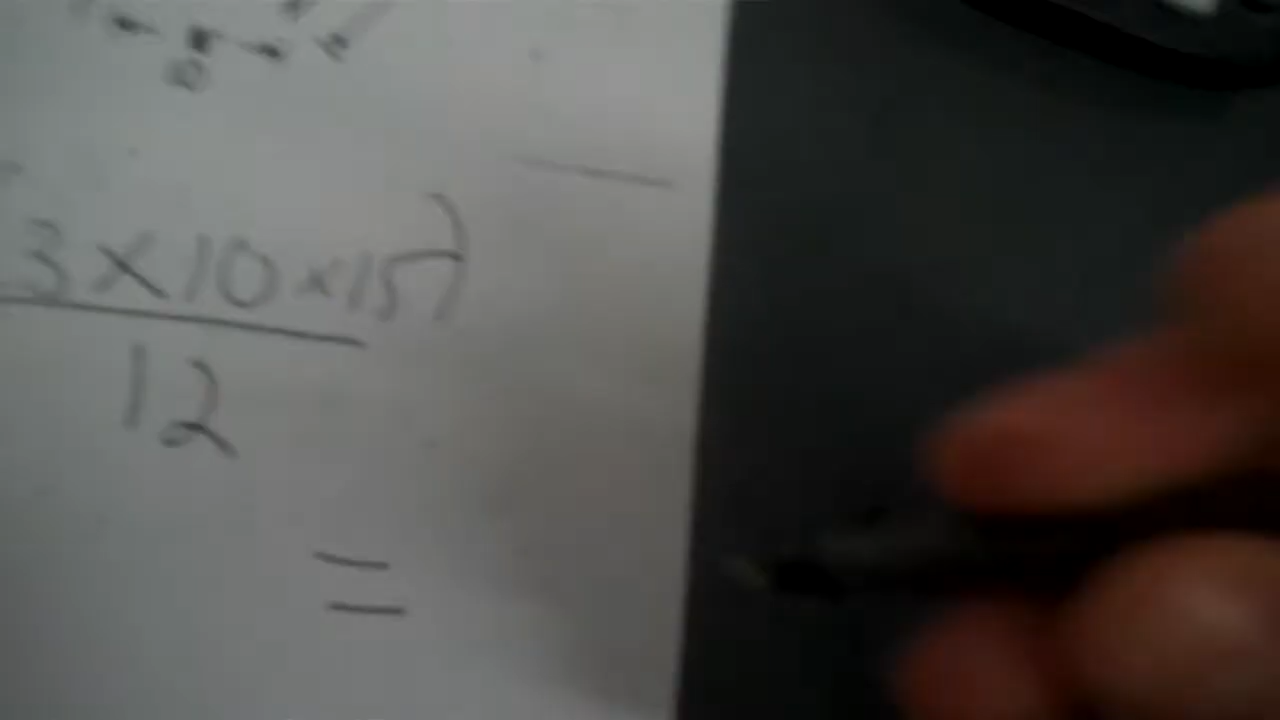 3 × 10 × 15)
12
=